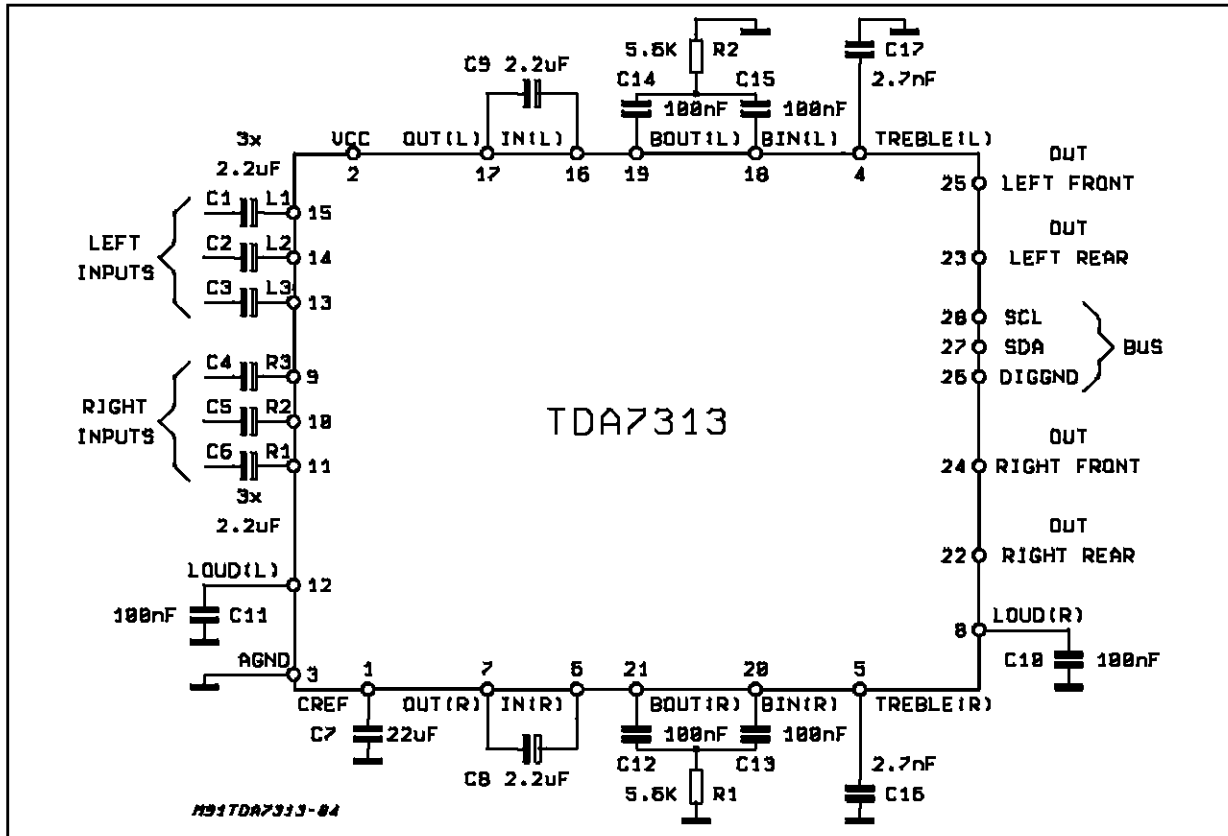 5.6K R2
C17
C9 2.2uF
C14 C15
2.7nF
100nF 100nF
3x
VCC OUT(L) IN(L) BOUT(L) BIN(L) TREBLE(L)
2.2uF
2 17 16 19 18 4
OUT
25 LEFT FRONT
C1 L1
15
LEFT
INPUTS
C2 L2
14
C3 L3
13
OUT
23 LEFT REAR
28 SCL
27 SDA
26 DIGGND
BUS
C4 R3
9
RIGHT
INPUTS
C5 R2
10
C6 R1
11
3x
2.2uF
TDA7313
OUT
24 RIGHT FRONT
OUT
22 RIGHT REAR
LOUD(L)
12
100nF C11
LOUD(R)
8
C10 100nF
AGND
3
1 7 6 21 20 5
CREF OUT(R) IN(R) BOUT(R) BIN(R) TREBLE(R)
C7 22uF
100nF 100nF
C8 2.2uF
C12 C13
2.7nF
5.6K R1
C16
M91TDA7313-04